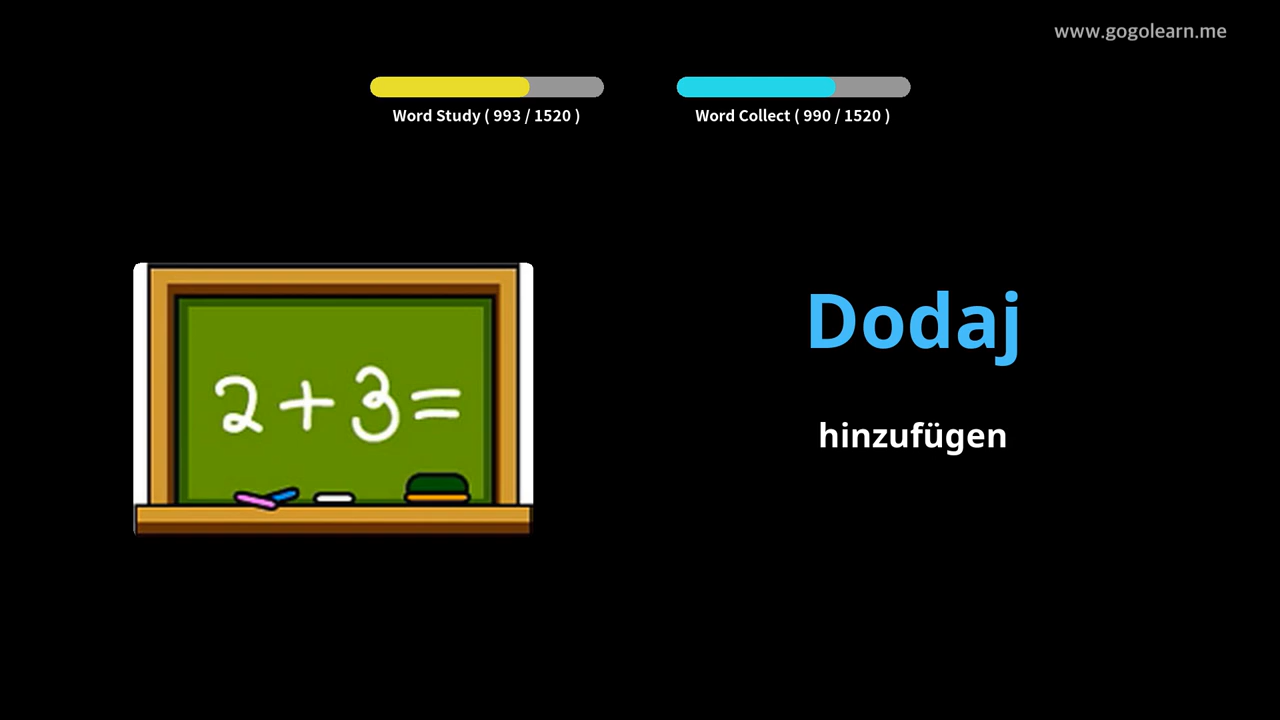 www.gogolearn.me
Word Study ( 993 / 1520 )
Word Collect ( 990 / 1520 )
2 + 3 =
Dodaj
hinzufügen